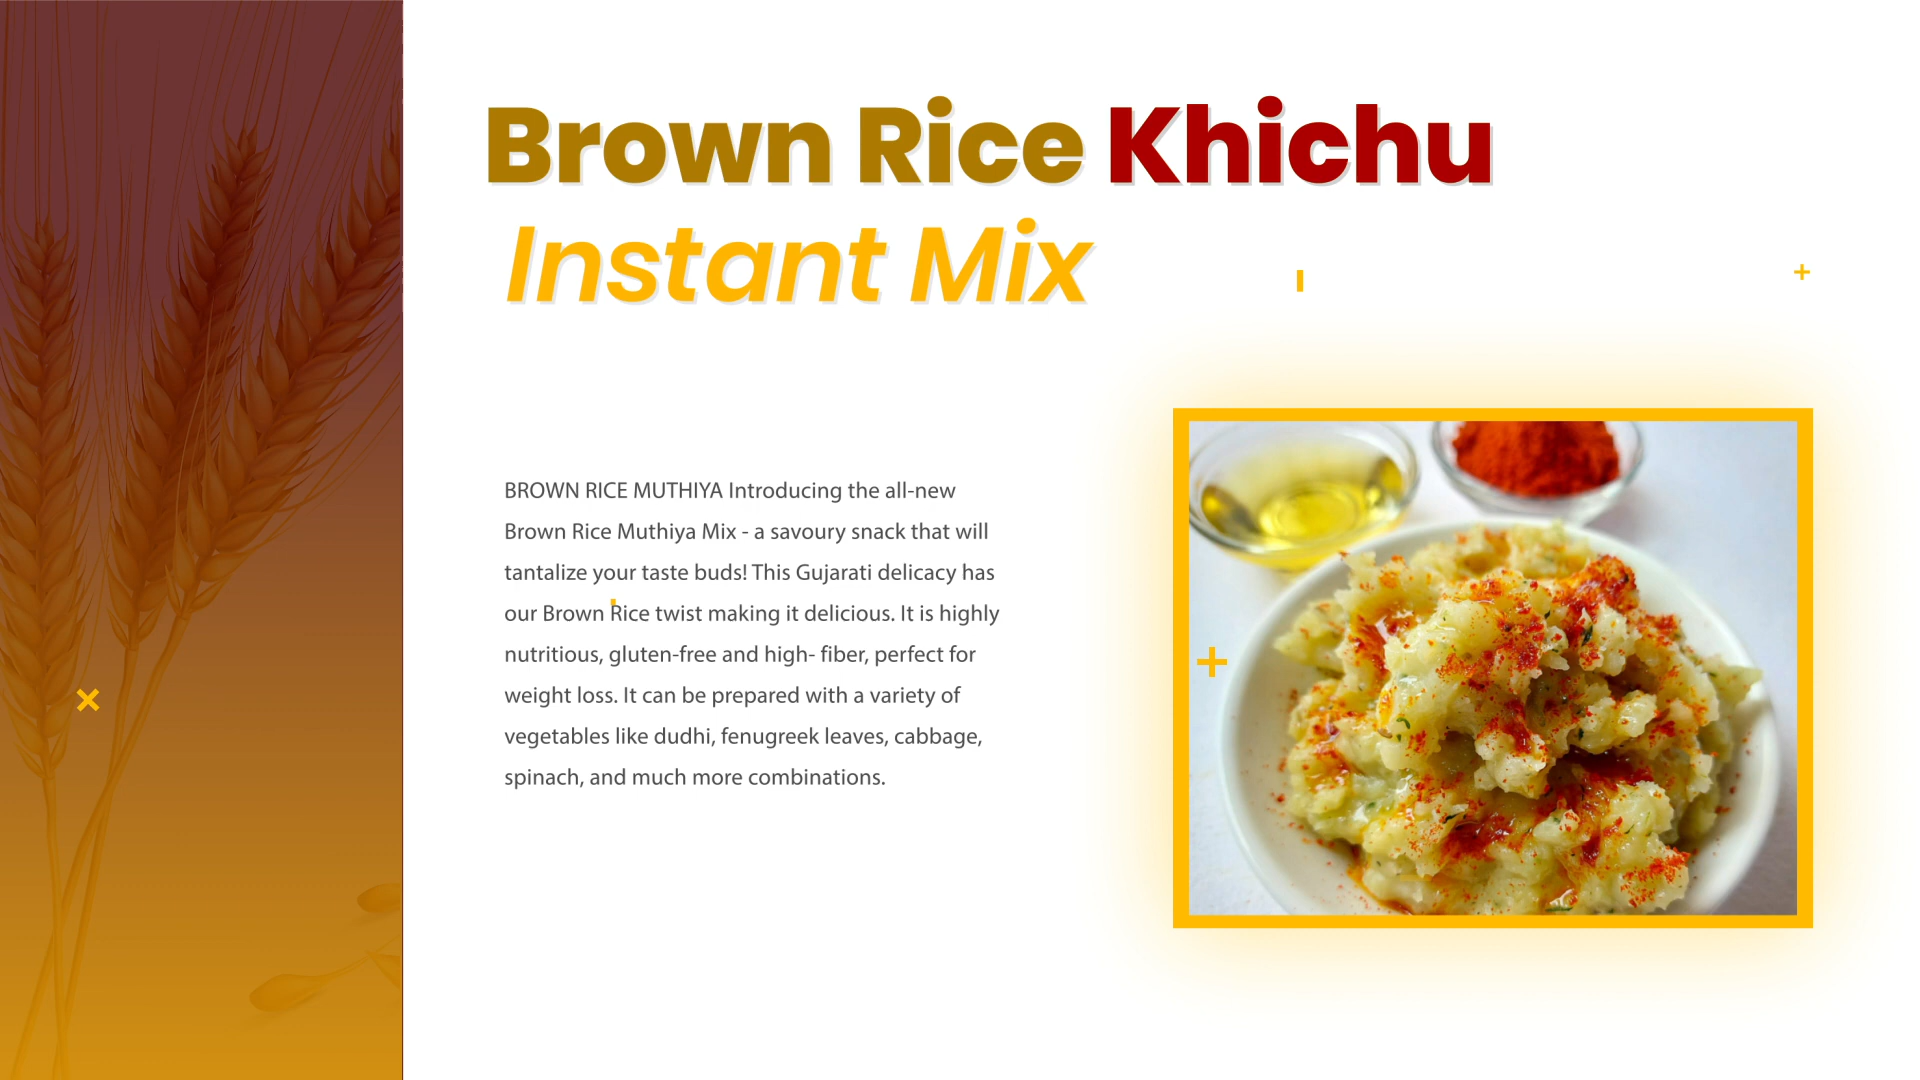 Brown Rice Khichu
Instant Mix
BROWN RICE MUTHIYA Introducing the all-new
Brown Rice Muthiya Mix - a savoury snack that will
tantalize your taste buds! This Gujarati delicacy has
our Brown Rice twist making it delicious. It is highly
nutritious, gluten-free and high- fiber, perfect for
weight loss. It can be prepared with a variety of
vegetables like dudhi, fenugreek leaves, cabbage,
spinach, and much more combinations.